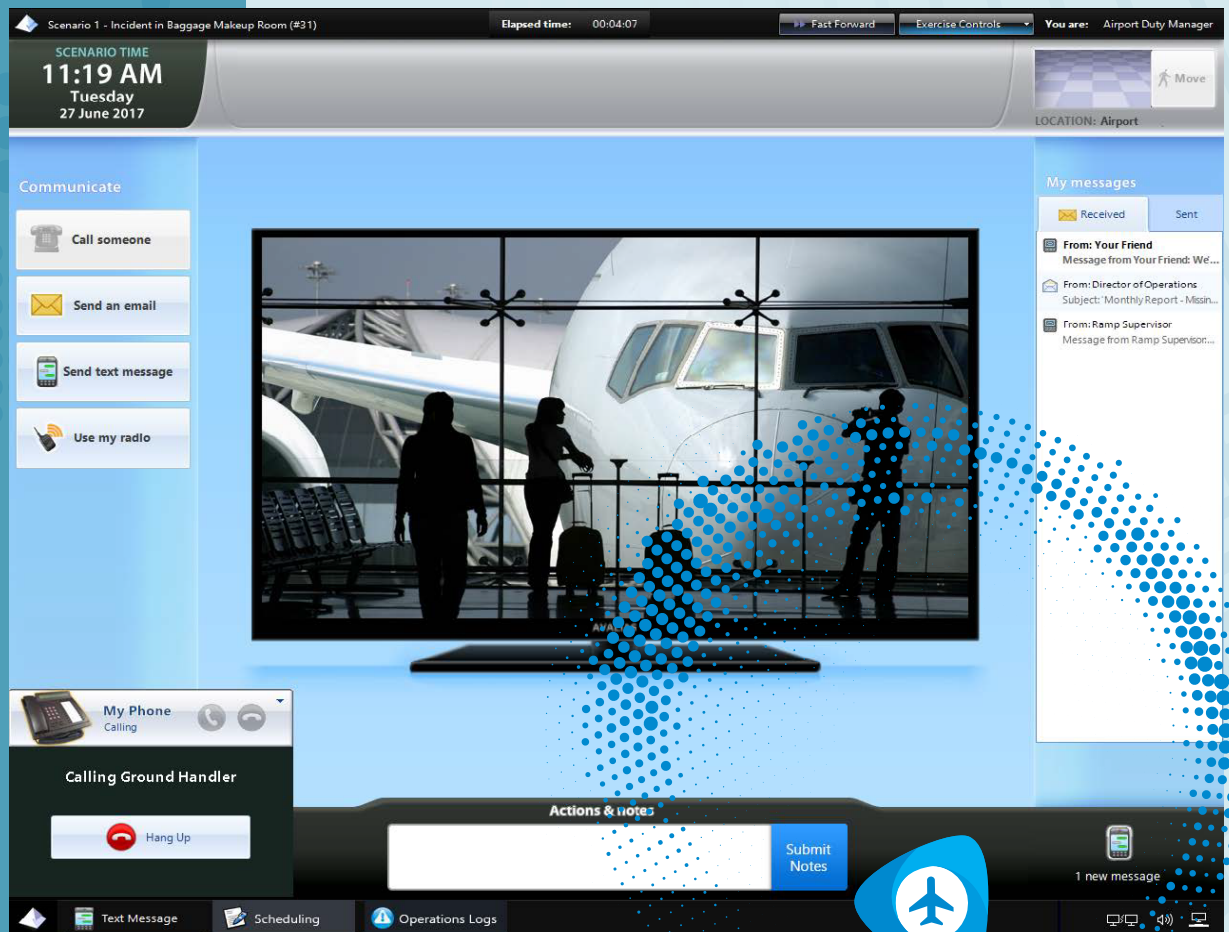 Scenario 1 - Incident in Baggage Makeup Room (#31)
Elapsed time: 00:04:07
Fast Forward
Exercise Controls
You are: Airport Duty Manager
SCENARIO TIME
11:19 AM
Tuesday
27 June 2017
Move
LOCATION: Airport
Communicate
Call someone
Send an email
Send text message
Use my radio
My messages
Received
Sent
From: Your Friend
Message from Your Friend: We'...
From: Director of Operations
Subject: 'Monthly Report - Missin...
From: Ramp Supervisor
Message from Ramp Supervisor:...
My Phone
Calling
Calling Ground Handler
Hang Up
Actions & notes
Submit
Notes
1 new message
Text Message
Scheduling
Operations Logs